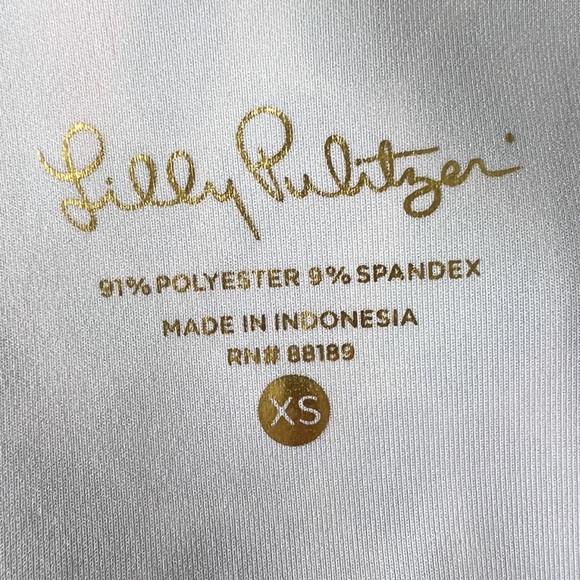 Lilly Pulitzer
91% POLYESTER 9% SPANDEX
MADE IN INDONESIA
RN# 88189
XS